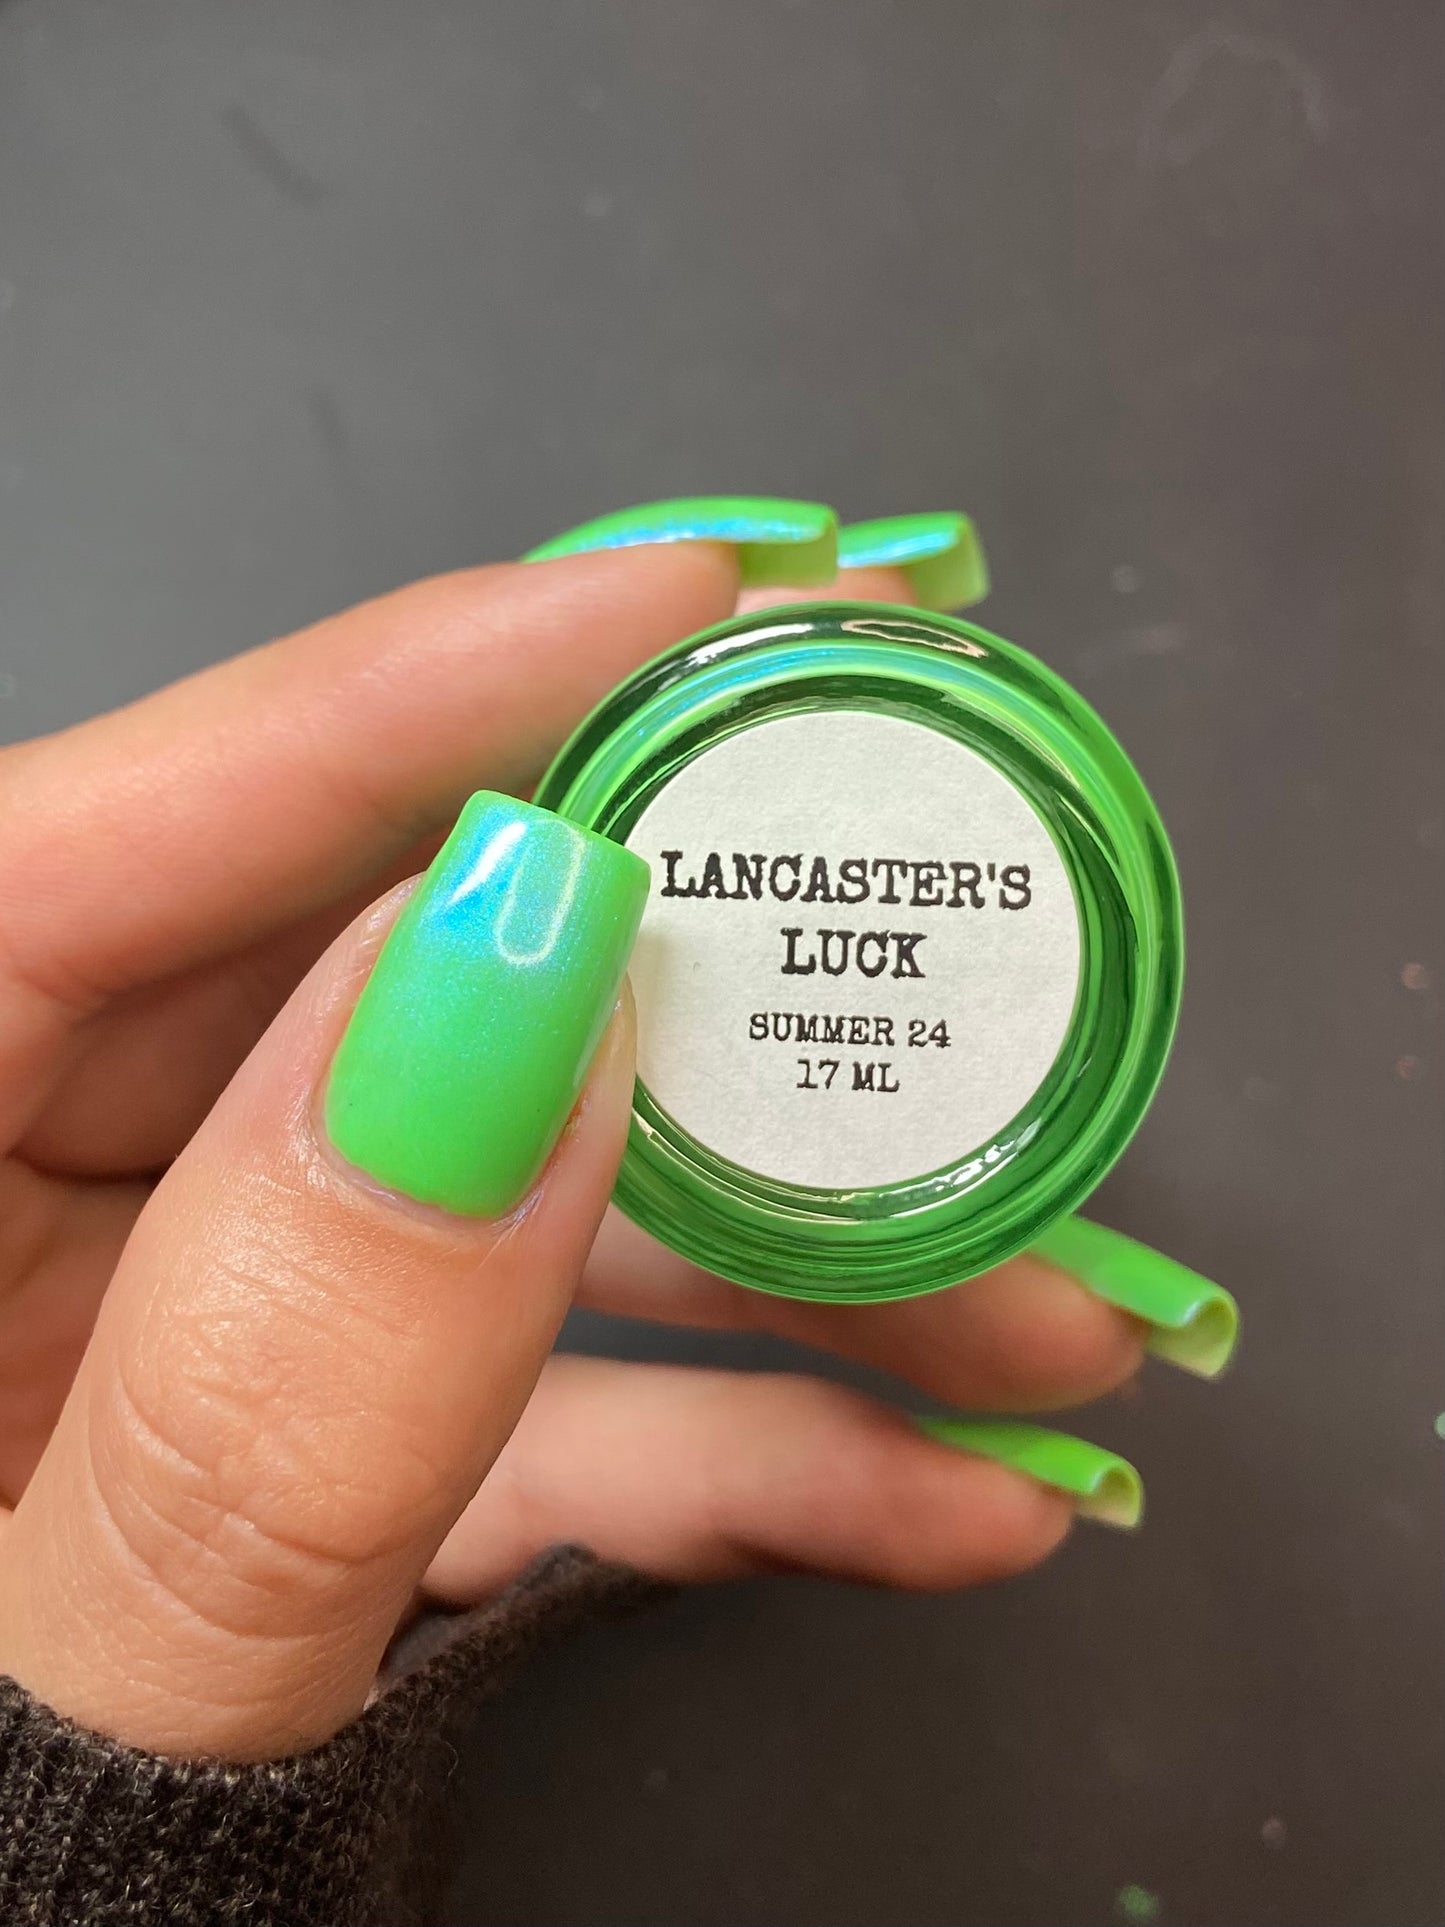 LANCASTER'S
LUCK
SUMMER 24
17 ML